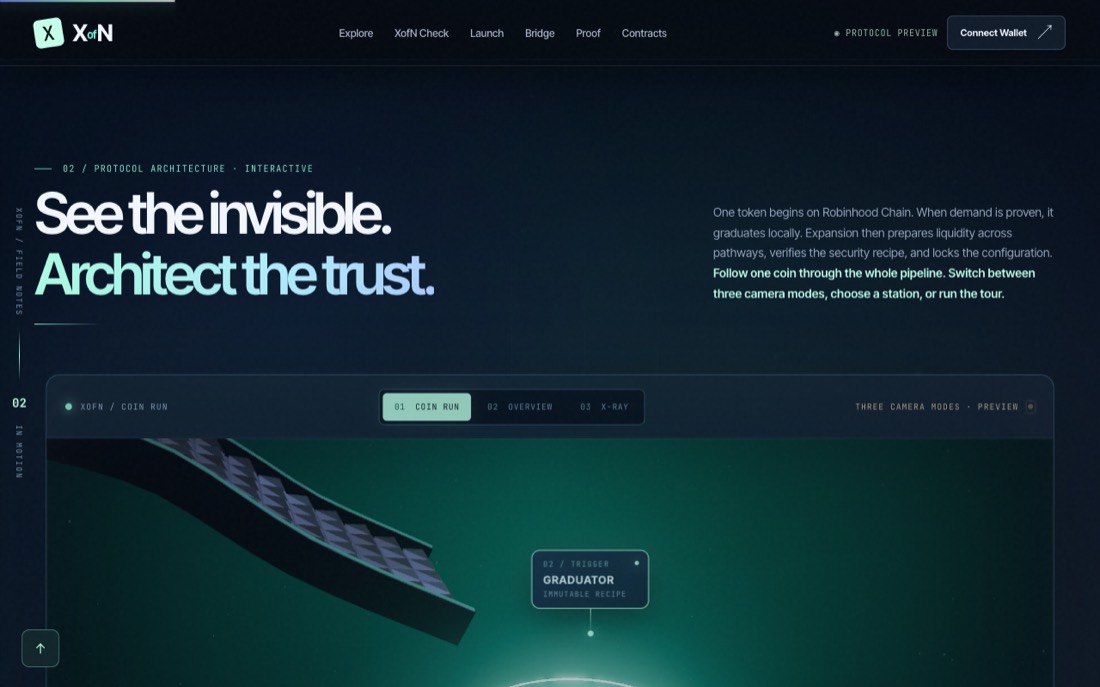 X XofN
Explore
XofN Check
Launch
Bridge
Proof
Contracts
PROTOCOL PREVIEW
Connect Wallet
02 / PROTOCOL ARCHITECTURE · INTERACTIVE
See the invisible.
Architect the trust.
One token begins on Robinhood Chain. When demand is proven, it
graduates locally. Expansion then prepares liquidity across
pathways, verifies the security recipe, and locks the configuration.
Follow one coin through the whole pipeline. Switch between
three camera modes, choose a station, or run the tour.
XOFN / FIELD NOTES
02
IN MOTION
XOFN / COIN RUN
01 COIN RUN
02 OVERVIEW
03 X-RAY
THREE CAMERA MODES · PREVIEW
02 / TRIGGER
GRADUATOR
IMMUTABLE RECIPE